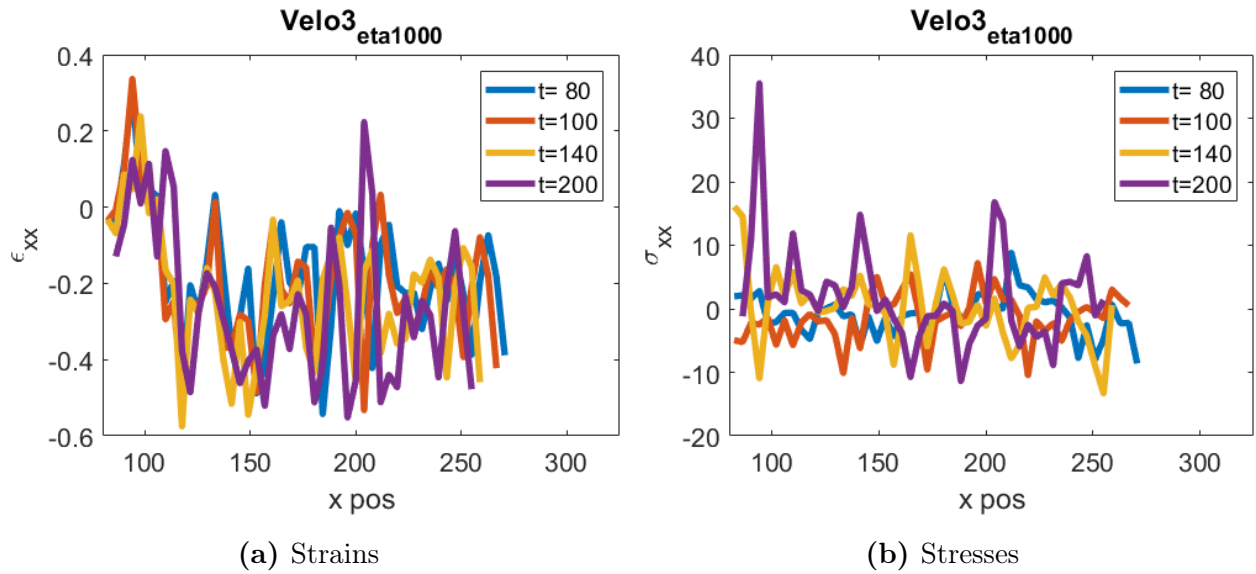 Velo3eta1000
0.4
0.2
0
-0.2
-0.4
-0.6
ϵxx
100 150 200 250 300
x pos
t= 80
t=100
t=140
t=200
(a) Strains
Velo3eta1000
40
30
20
10
0
-10
-20
σxx
100 150 200 250 300
x pos
t= 80
t=100
t=140
t=200
(b) Stresses